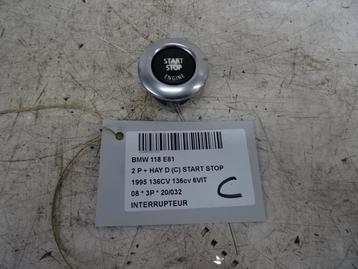 START
STOP
ENGINE
BMW 118 E81
2 P + HAY D (C) START STOP
1995 136CV 136cv 6VIT
08 * 3P * 20/032
INTERRUPTEUR
C